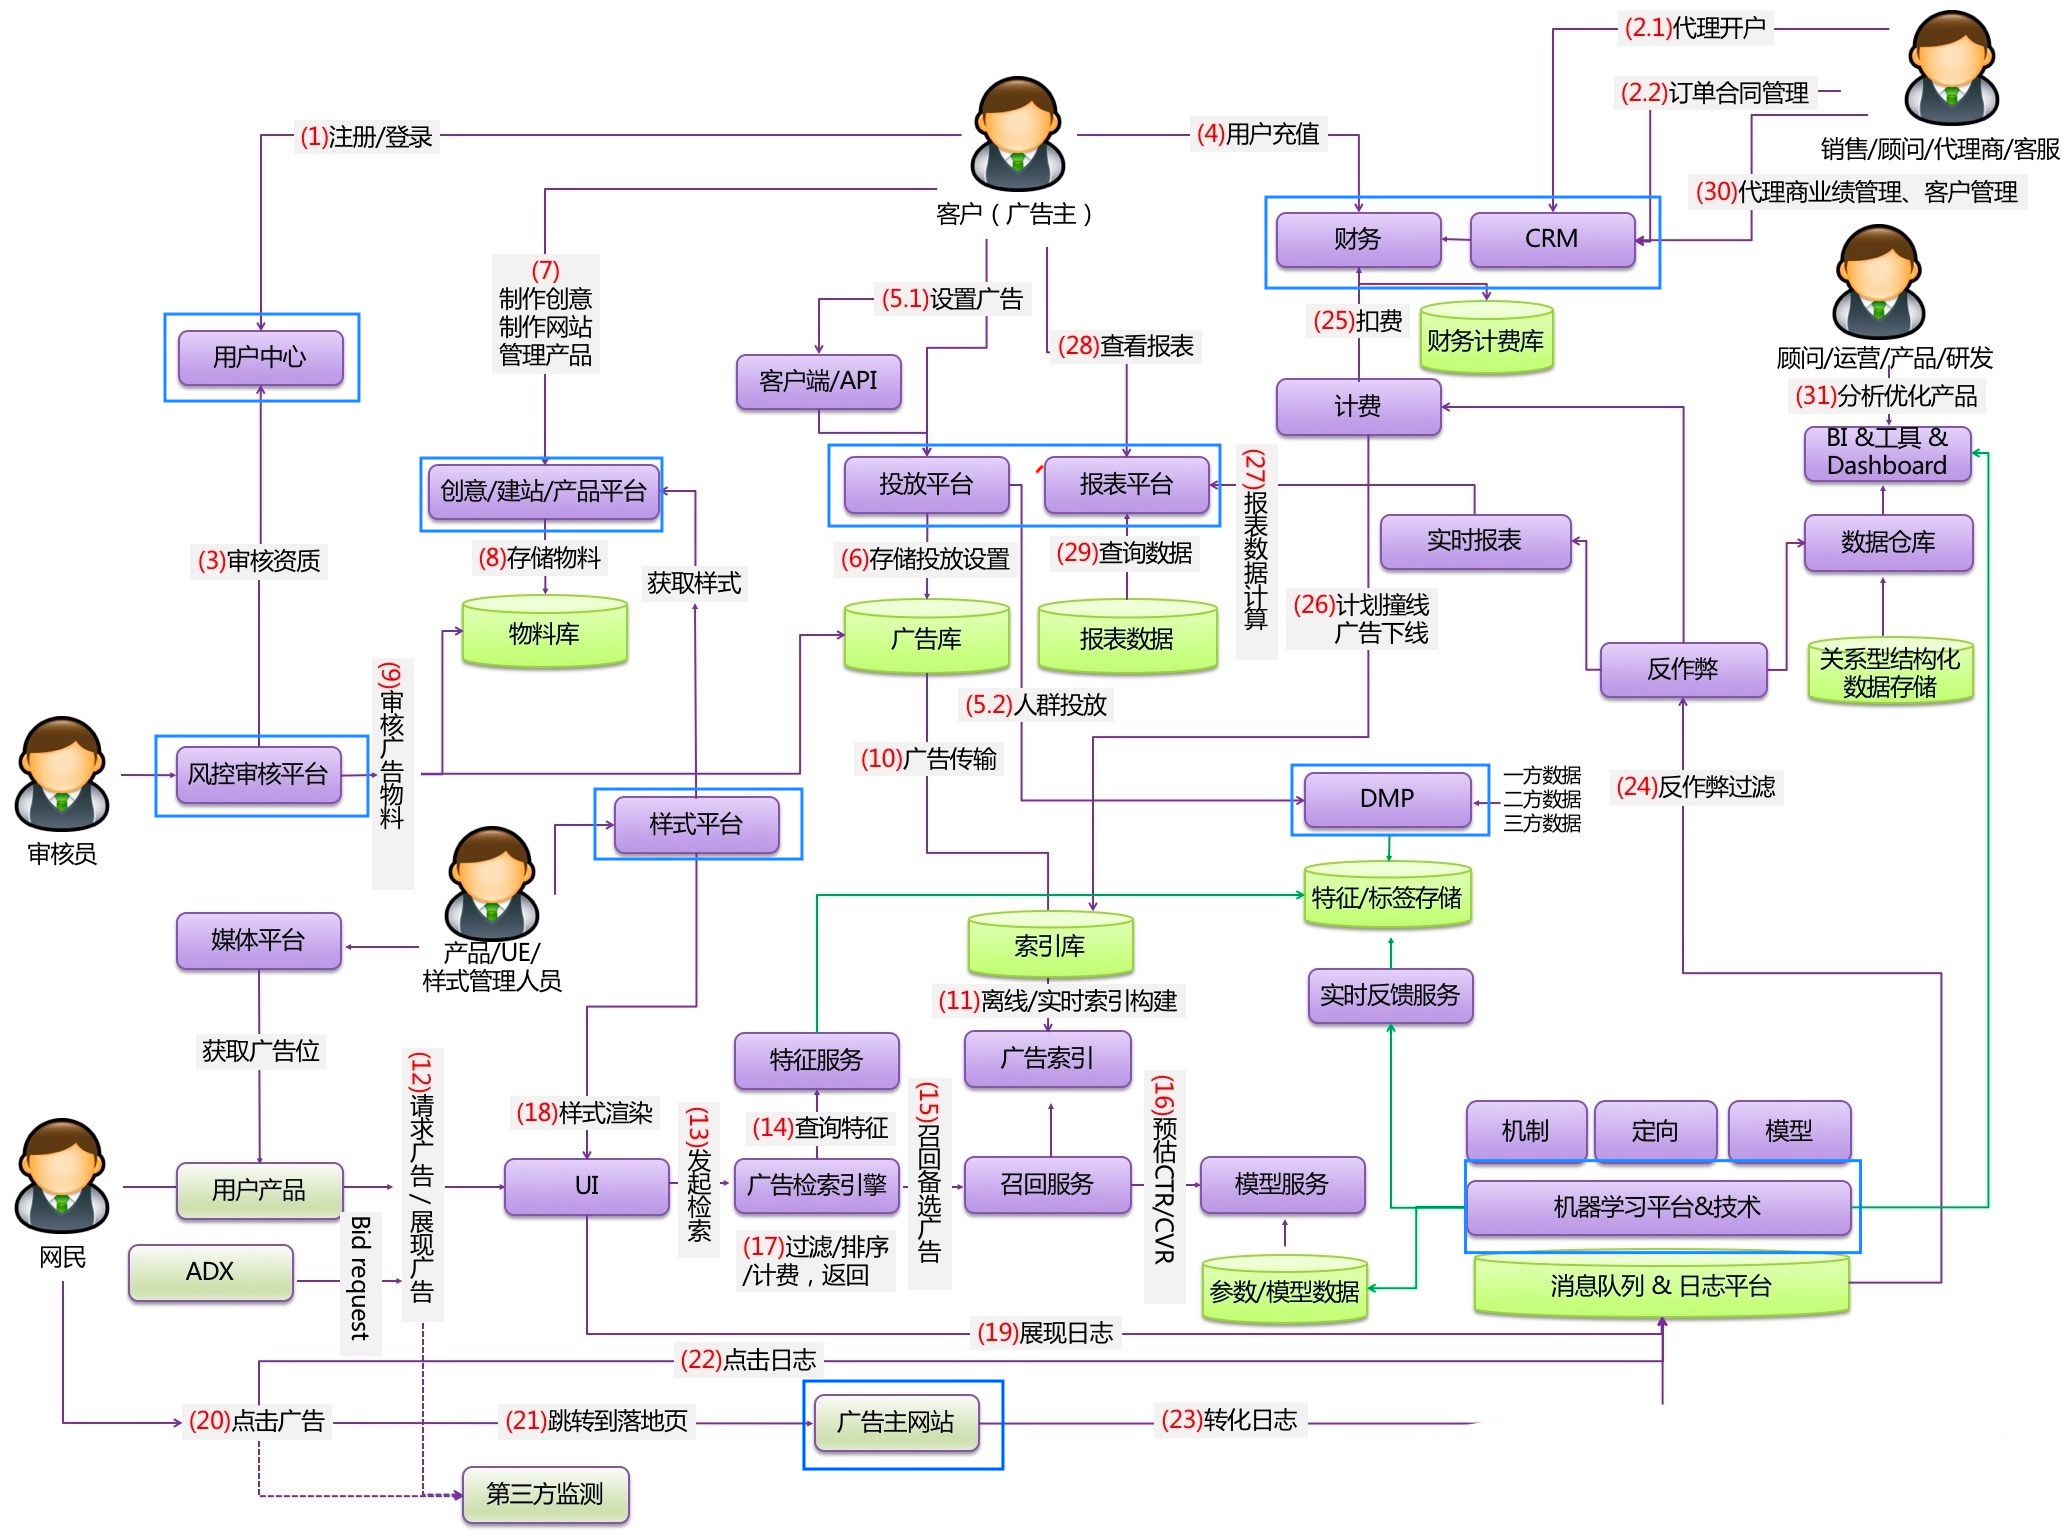 (2.1)代理开户
(2.2)订单合同管理
(1)注册/登录
(4)用户充值
销售/顾问/代理商/客服
(30)代理商业绩管理、客户管理
客户（广告主）
财务
CRM
(7)
制作创意
制作网站
管理产品
(5.1)设置广告
(25)扣费
财务计费库
(28)查看报表
用户中心
顾问/运营/产品/研发
客户端/API
(31)分析优化产品
计费
BI &工具 &
Dashboard
创意/建站/产品平台
投放平台
报表平台
(27)报表数据计算
实时报表
数据仓库
(3)审核资质
(8)存储物料
获取样式
(6)存储投放设置
(29)查询数据
(26)计划撞线
广告下线
物料库
广告库
报表数据
反作弊
关系型结构化
数据存储
(9)审核广告物料
(5.2)人群投放
(10)广告传输
风控审核平台
DMP
一方数据
二方数据
三方数据
(24)反作弊过滤
审核员
样式平台
特征/标签存储
媒体平台
产品/UE/
样式管理人员
索引库
(11)离线/实时索引构建
实时反馈服务
获取广告位
(12)请求广告/展现广告
特征服务
广告索引
(18)样式渲染
(13)发起检索
(14)查询特征
(15)召回备选广告
(16)预估CTR/CVR
机制
定向
模型
用户产品
UI
广告检索引擎
召回服务
模型服务
机器学习平台&技术
网民
ADX
Bid request
(17)过滤/排序
/计费，返回
参数/模型数据
消息队列 & 日志平台
(19)展现日志
(22)点击日志
(20)点击广告
(21)跳转到落地页
广告主网站
(23)转化日志
第三方监测